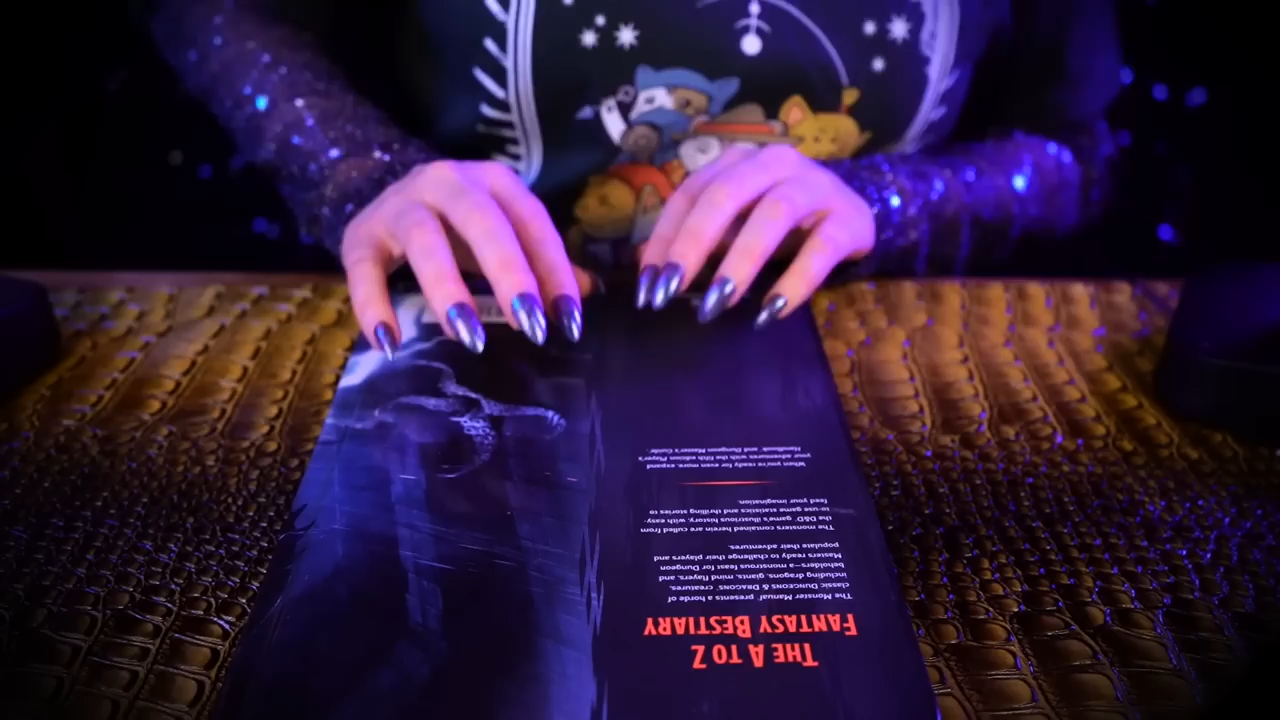 THE A TO Z
FANTASY BESTIARY
The Monster Manual® presents a horde of
classic DUNGEONS & DRAGONS® creatures,
including dragons, giants, mind flayers, and
beholders—a monstrous feast for Dungeon
Masters ready to challenge their players and
populate their adventures.
The monsters contained herein are culled from
the D&D® game's illustrious history, with easy-
to-use game statistics and thrilling stories to
feed your imagination.
When you're ready for even more, expand
your adventures with the fifth edition Player's
Handbook® and Dungeon Master's Guide®.